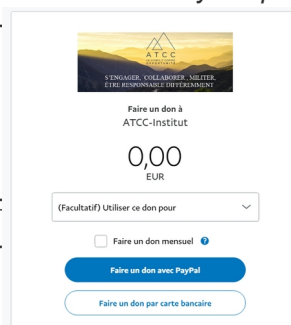 ATCC
S'ENGAGER, COLLABORER, MILITER,
ÊTRE RESPONSABLE DIFFÉREMMENT
Faire un don à
ATCC-Institut
0,00
EUR
(Facultatif) Utiliser ce don pour
Faire un don mensuel ?
Faire un don avec PayPal
Faire un don par carte bancaire